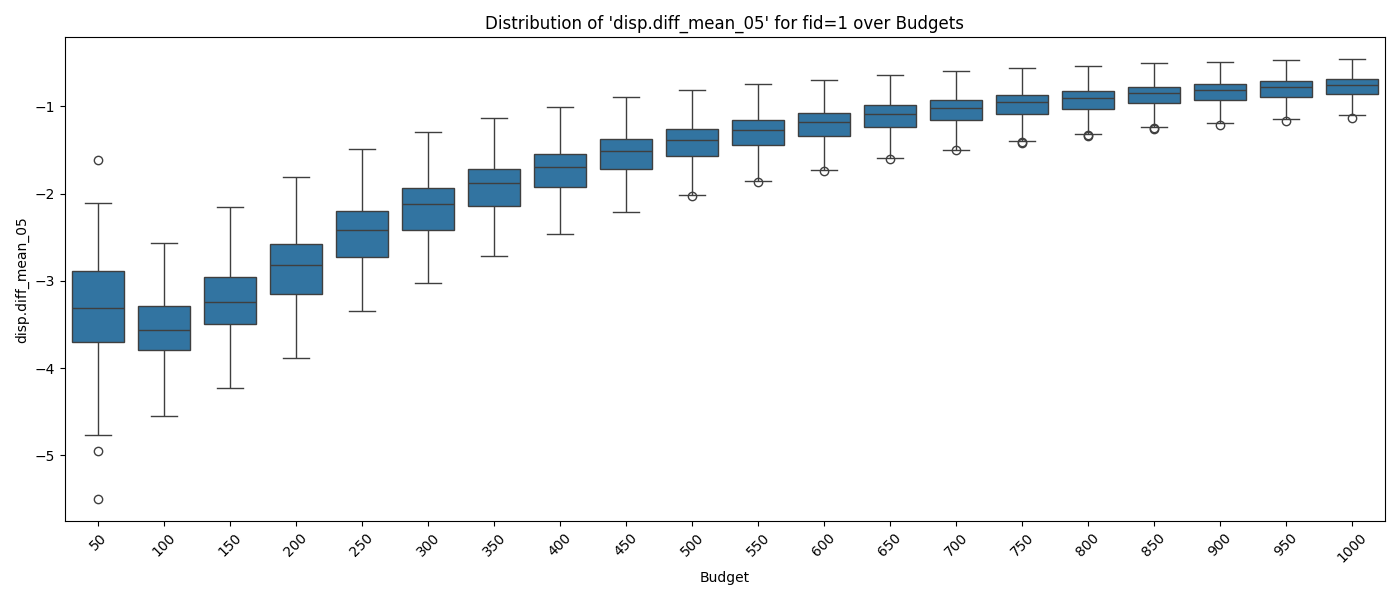 Distribution of 'disp.diff_mean_05' for fid=1 over Budgets
disp.diff_mean_05
−1
−2
−3
−4
−5
50 100 150 200 250 300 350 400 450 500 550 600 650 700 750 800 850 900 950 1000
Budget